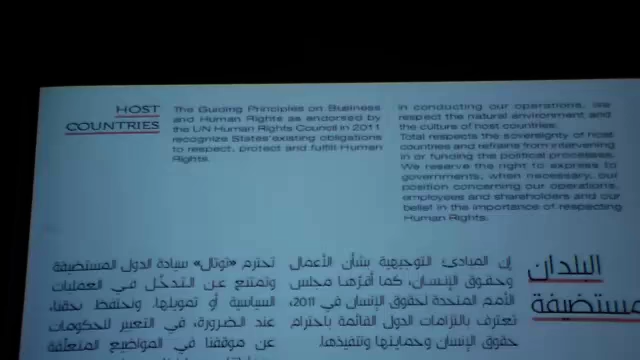 HOST
COUNTRIES
The Guiding Principles on Business
and Human Rights as endorsed by
the UN Human Rights Council in 2011
recognize States' existing obligations
to respect, protect and fulfill Human
Rights.
In conducting our operations, we
respect the natural environment and
the culture of host countries.
Total respects the sovereignty of host
countries and refrains from intervening
in or funding the political processes.
We reserve the right to express to
governments, when necessary, our
position concerning our operations,
employees and shareholders and our
belief in the importance of respecting
Human Rights.
البلدان
المستضيفة
إن المبادئ التوجيهية بشأن الأعمال
وحقوق الإنسان، كما أقرّها مجلس
الأمم المتحدة لحقوق الإنسان في 2011،
تعترف بالتزامات الدول القائمة باحترام
حقوق الإنسان وحمايتها وتنفيذها.
تحترم «توتال» سيادة الدول المستضيفة
وتمتنع عن التدخّل في العمليات
السياسية أو تمويلها. ونحتفظ بحقنا،
عند الضرورة، في التعبير للحكومات
عن موقفنا في المواضيع المتعلّقة